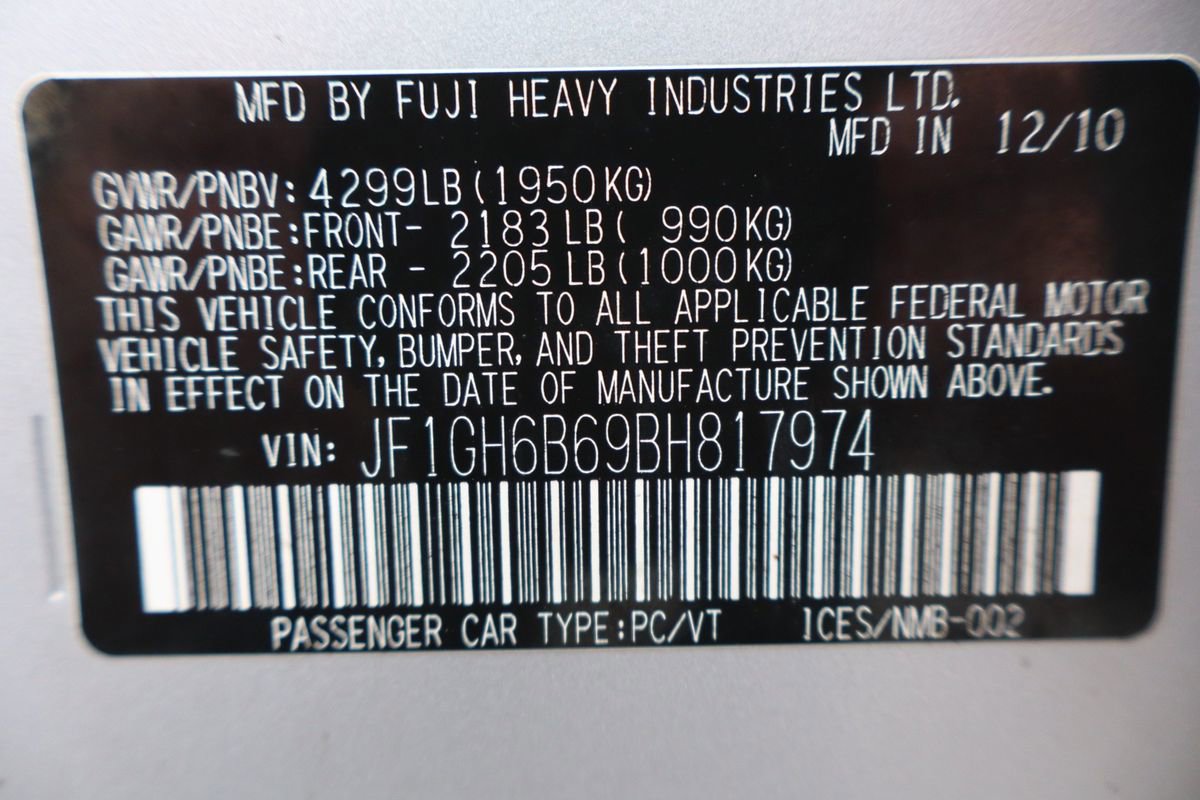 MFD BY FUJI HEAVY INDUSTRIES LTD.
MFD IN 12/10
GVWR/PNBV:4299LB(1950KG)
GAWR/PNBE:FRONT- 2183LB( 990KG)
GAWR/PNBE:REAR - 2205LB(1000KG)
THIS VEHICLE CONFORMS TO ALL APPLICABLE FEDERAL MOTOR
VEHICLE SAFETY, BUMPER, AND THEFT PREVENTION STANDARDS
IN EFFECT ON THE DATE OF MANUFACTURE SHOWN ABOVE.
VIN: JF1GH6B69BH817974
PASSENGER CAR TYPE:PC/VT ICES/NMB-002